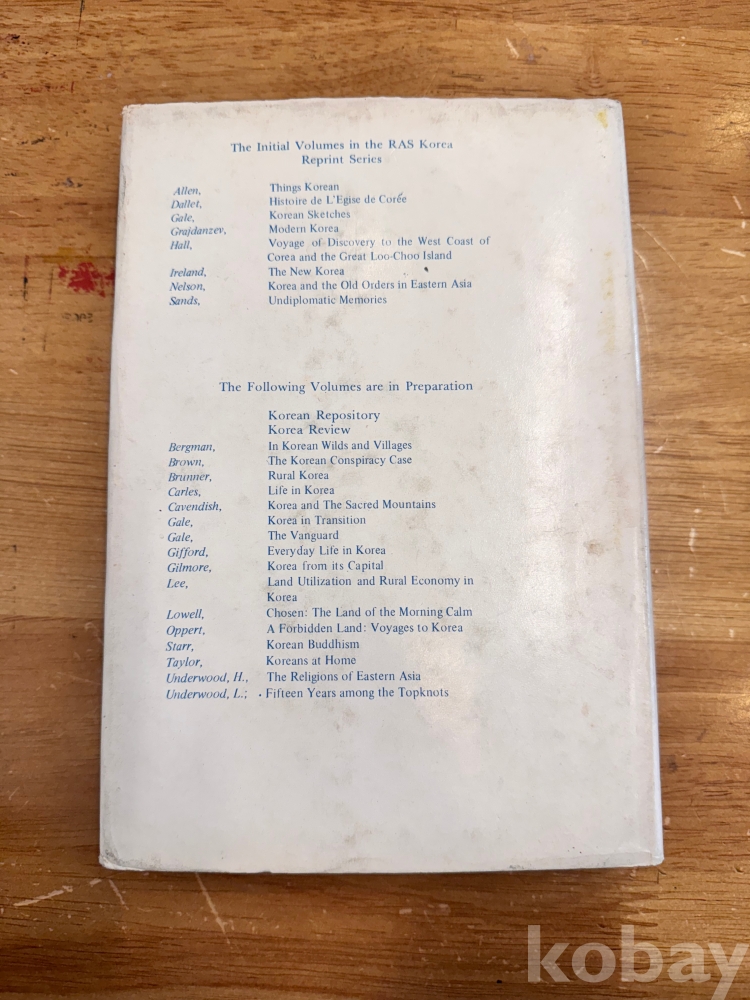 The Initial Volumes in the RAS Korea
Reprint Series
Allen, Things Korean
Dallet, Histoire de L'Egise de Corée
Gale, Korean Sketches
Grajdanzev, Modern Korea
Hall, Voyage of Discovery to the West Coast of
Corea and the Great Loo-Choo Island
Ireland, The New Korea
Nelson, Korea and the Old Orders in Eastern Asia
Sands, Undiplomatic Memories
The Following Volumes are in Preparation
Korean Repository
Korea Review
Bergman, In Korean Wilds and Villages
Brown, The Korean Conspiracy Case
Brunner, Rural Korea
Carles, Life in Korea
Cavendish, Korea and The Sacred Mountains
Gale, Korea in Transition
Gale, The Vanguard
Gifford, Everyday Life in Korea
Gilmore, Korea from its Capital
Lee, Land Utilization and Rural Economy in
Korea
Lowell, Chosen: The Land of the Morning Calm
Oppert, A Forbidden Land: Voyages to Korea
Starr, Korean Buddhism
Taylor, Koreans at Home
Underwood, H., The Religions of Eastern Asia
Underwood, L.; Fifteen Years among the Topknots
kobay